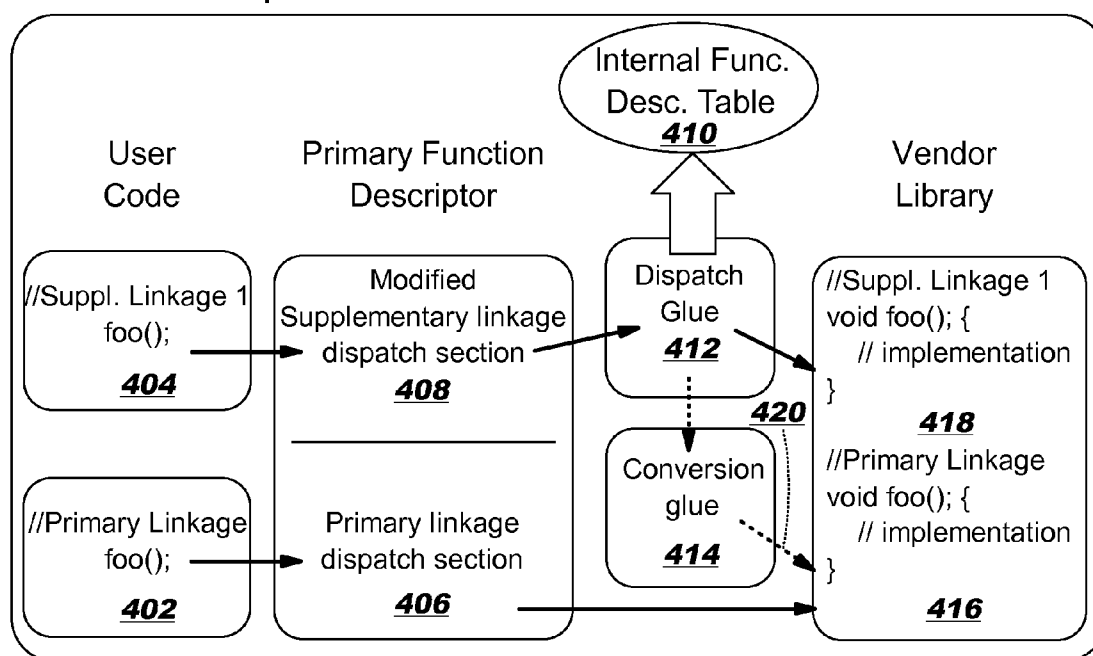 Internal Func.
Desc. Table
410
User
Code
Primary Function
Descriptor
Vendor
Library
//Suppl. Linkage 1
foo();
404
Modified
Supplementary linkage
dispatch section
408
Dispatch
Glue
412
//Suppl. Linkage 1
void foo(); {
// implementation
}
418
420
//Primary Linkage
foo();
402
Primary linkage
dispatch section
406
Conversion
glue
414
//Primary Linkage
void foo(); {
// implementation
}
416